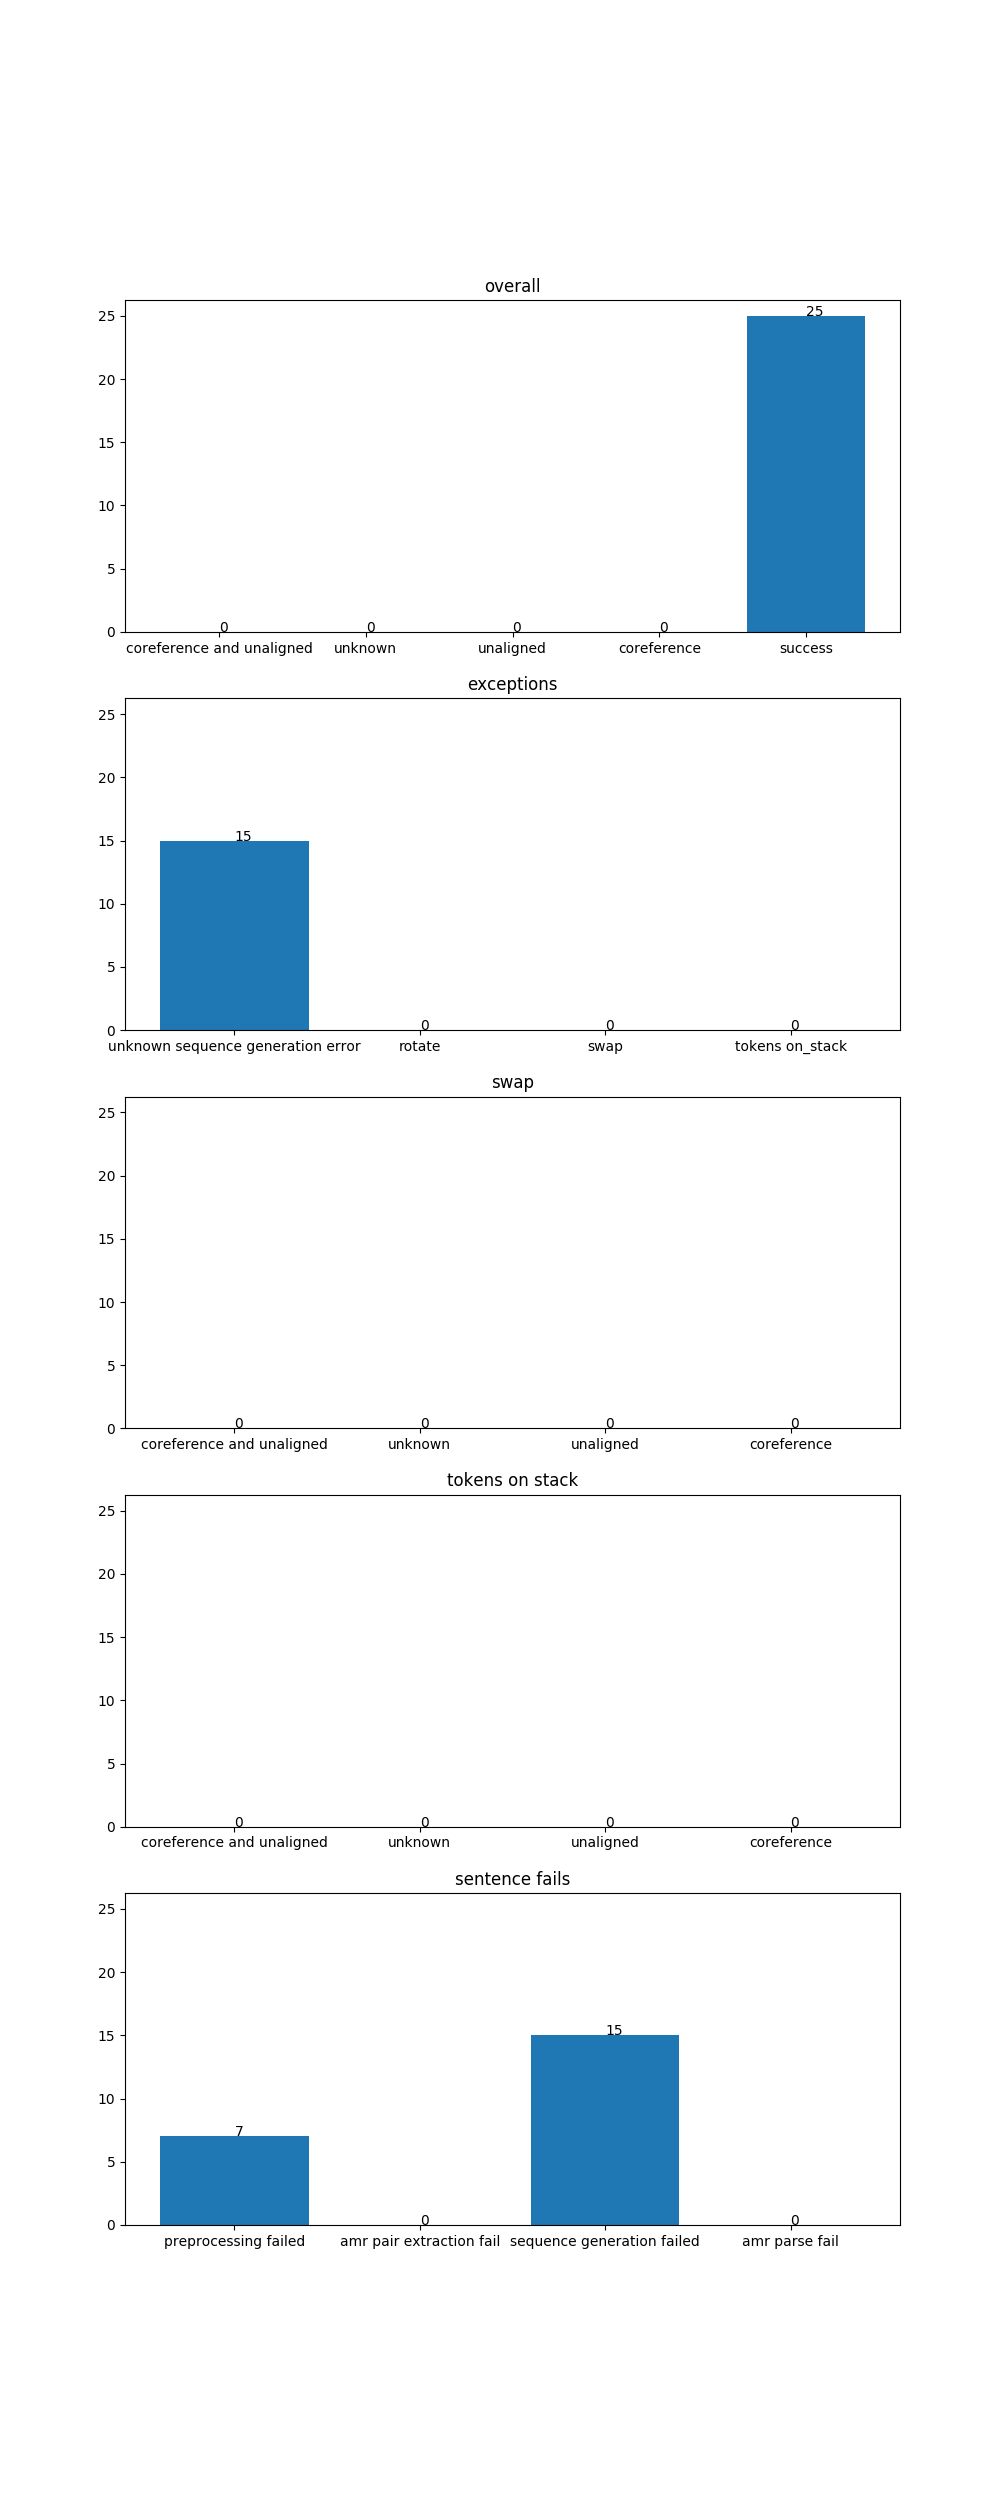 overall
25
25
20
15
10
5
0
0 0 0 0
coreference and unaligned unknown unaligned coreference success
exceptions
25
20
15
15
10
5
0
0 0 0
unknown sequence generation error rotate swap tokens on_stack
swap
25
20
15
10
5
0
0 0 0 0
coreference and unaligned unknown unaligned coreference
tokens on stack
25
20
15
10
5
0
0 0 0 0
coreference and unaligned unknown unaligned coreference
sentence fails
25
20
15
15
10
7
5
0
0 0
preprocessing failed amr pair extraction fail sequence generation failed amr parse fail